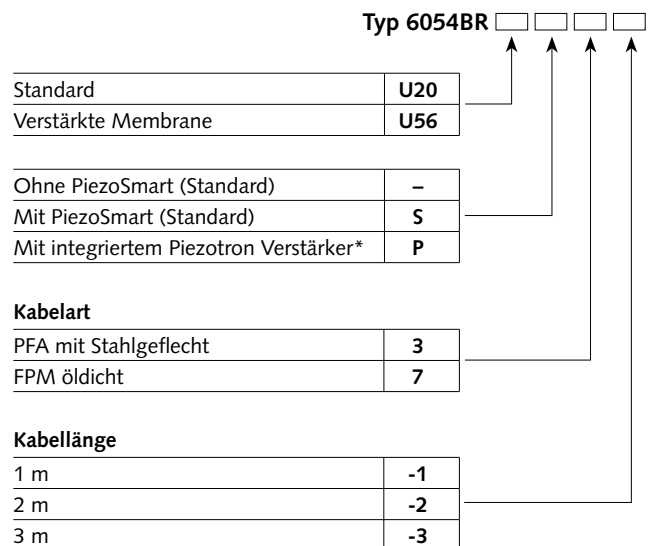 Typ 6054BR
Standard U20
Verstärkte Membrane U56
Ohne PiezoSmart (Standard) –
Mit PiezoSmart (Standard) S
Mit integriertem Piezotron Verstärker* P
Kabelart
PFA mit Stahlgeflecht 3
FPM öldicht 7
Kabellänge
1 m -1
2 m -2
3 m -3